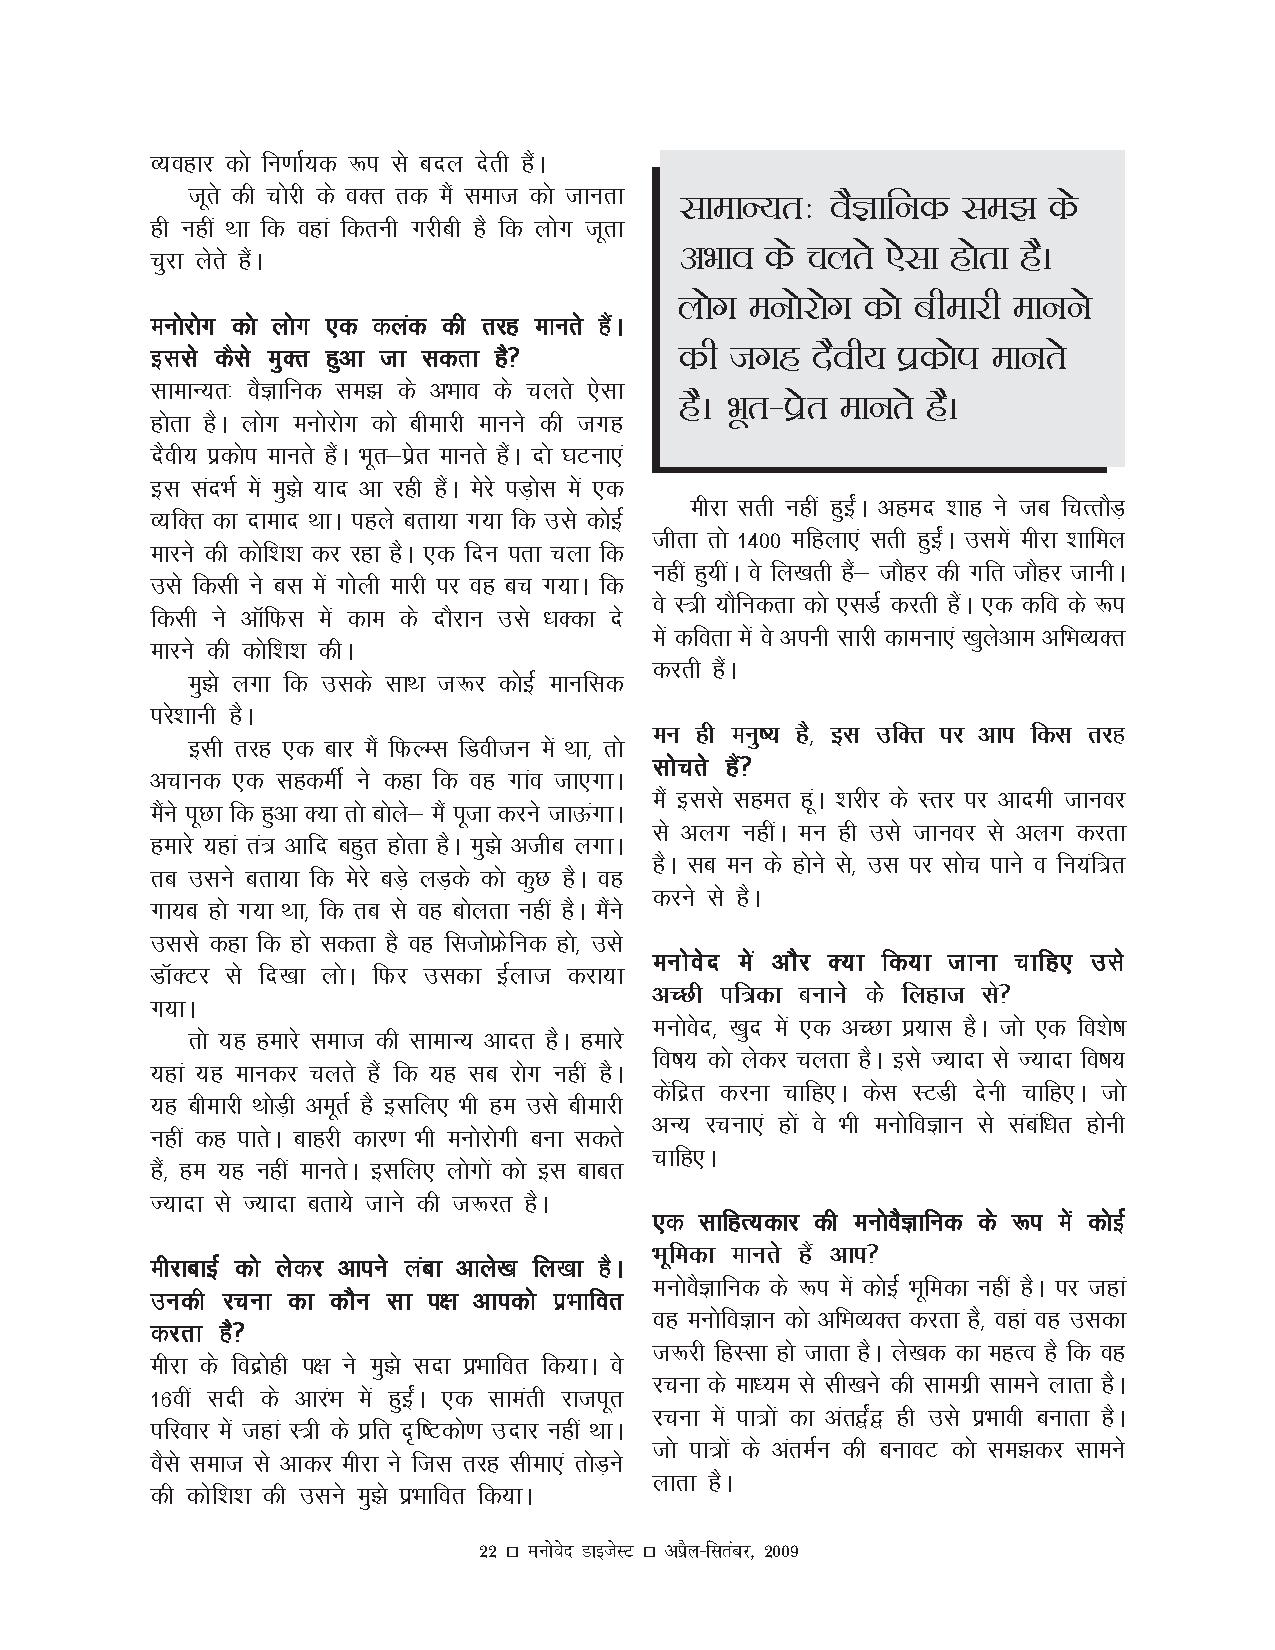 व्यवहार को निर्णायक रूप से बदल देती हैं।
जूते की चोरी के वक्त तक मैं समाज को जानता
ही नहीं था कि वहां कितनी गरीबी है कि लोग जूता
चुरा लेते हैं।
मनोरोग को लोग एक कलंक की तरह मानते हैं।
इससे कैसे मुक्त हुआ जा सकता है?
सामान्यतः वैज्ञानिक समझ के अभाव के चलते ऐसा
होता है। लोग मनोरोग को बीमारी मानने की जगह
दैवीय प्रकोप मानते हैं। भूत–प्रेत मानते हैं। दो घटनाएं
इस संदर्भ में मुझे याद आ रही हैं। मेरे पड़ोस में एक
व्यक्ति का दामाद था। पहले बताया गया कि उसे कोई
मारने की कोशिश कर रहा है। एक दिन पता चला कि
उसे किसी ने बस में गोली मारी पर वह बच गया। कि
किसी ने ऑफिस में काम के दौरान उसे धक्का दे
मारने की कोशिश की।
मुझे लगा कि उसके साथ जरूर कोई मानसिक
परेशानी है।
इसी तरह एक बार मैं फिल्म्स डिवीजन में था, तो
अचानक एक सहकर्मी ने कहा कि वह गांव जाएगा।
मैंने पूछा कि हुआ क्या तो बोले– मैं पूजा करने जाऊंगा।
हमारे यहां तंत्र आदि बहुत होता है। मुझे अजीब लगा।
तब उसने बताया कि मेरे बड़े लड़के को कुछ है। वह
गायब हो गया था, कि तब से वह बोलता नहीं है। मैंने
उससे कहा कि हो सकता है वह सिजोफ्रेनिक हो, उसे
डॉक्टर से दिखा लो। फिर उसका ईलाज कराया
गया।
तो यह हमारे समाज की सामान्य आदत है। हमारे
यहां यह मानकर चलते हैं कि यह सब रोग नहीं है।
यह बीमारी थोड़ी अमूर्त है इसलिए भी हम उसे बीमारी
नहीं कह पाते। बाहरी कारण भी मनोरोगी बना सकते
हैं, हम यह नहीं मानते। इसलिए लोगों को इस बाबत
ज्यादा से ज्यादा बताये जाने की जरूरत है।
मीराबाई को लेकर आपने लंबा आलेख लिखा है।
उनकी रचना का कौन सा पक्ष आपको प्रभावित
करता है?
मीरा के विद्रोही पक्ष ने मुझे सदा प्रभावित किया। वे
16वीं सदी के आरंभ में हुईं। एक सामंती राजपूत
परिवार में जहां स्त्री के प्रति दृष्टिकोण उदार नहीं था।
वैसे समाज से आकर मीरा ने जिस तरह सीमाएं तोड़ने
की कोशिश की उसने मुझे प्रभावित किया।
सामान्यतः वैज्ञानिक समझ के
अभाव के चलते ऐसा होता है।
लोग मनोरोग को बीमारी मानने
की जगह दैवीय प्रकोप मानते
है। भूत-प्रेत मानते है।
मीरा सती नहीं हुईं। अहमद शाह ने जब चित्तौड़
जीता तो 1400 महिलाएं सती हुईं। उसमें मीरा शामिल
नहीं हुयीं। वे लिखती हैं– जौहर की गति जौहर जानी।
वे स्त्री यौनिकता को एसर्ड करती हैं। एक कवि के रूप
में कविता में वे अपनी सारी कामनाएं खुलेआम अभिव्यक्त
करती हैं।
मन ही मनुष्य है, इस उक्ति पर आप किस तरह
सोचते हैं?
मैं इससे सहमत हूं। शरीर के स्तर पर आदमी जानवर
से अलग नहीं। मन ही उसे जानवर से अलग करता
है। सब मन के होने से, उस पर सोच पाने व नियंत्रित
करने से है।
मनोवेद में और क्या किया जाना चाहिए उसे
अच्छी पत्रिका बनाने के लिहाज से?
मनोवेद, खुद में एक अच्छा प्रयास है। जो एक विशेष
विषय को लेकर चलता है। इसे ज्यादा से ज्यादा विषय
केंद्रित करना चाहिए। केस स्टडी देनी चाहिए। जो
अन्य रचनाएं हों वे भी मनोविज्ञान से संबंधित होनी
चाहिए।
एक साहित्यकार की मनोवैज्ञानिक के रूप में कोई
भूमिका मानते हैं आप?
मनोवैज्ञानिक के रूप में कोई भूमिका नहीं है। पर जहां
वह मनोविज्ञान को अभिव्यक्त करता है, वहां वह उसका
जरूरी हिस्सा हो जाता है। लेखक का महत्व है कि वह
रचना के माध्यम से सीखने की सामग्री सामने लाता है।
रचना में पात्रों का अंतर्द्वंद्व ही उसे प्रभावी बनाता है।
जो पात्रों के अंतर्मन की बनावट को समझकर सामने
लाता है।
22 □ मनोवेद डाइजेस्ट □ अप्रैल-सितंबर, 2009